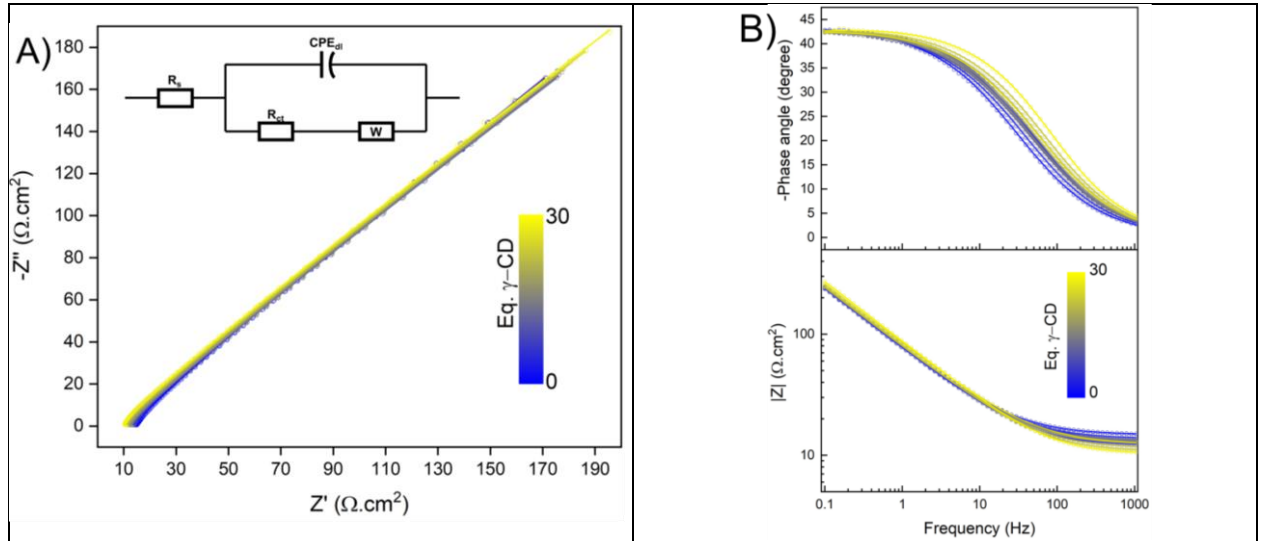 A)
CPEdl
Rs
Rct
W
180
160
140
120
100
80
60
40
20
0
-Z'' (Ω.cm²)
30
Eq. γ−CD
0
10 30 50 70 90 110 130 150 170 190
Z' (Ω.cm²)
B)
45
40
35
30
25
20
15
10
5
0
-Phase angle (degree)
30
Eq. γ−CD
0
100
10
|Z| (Ω.cm²)
0.1 1 10 100 1000
Frequency (Hz)